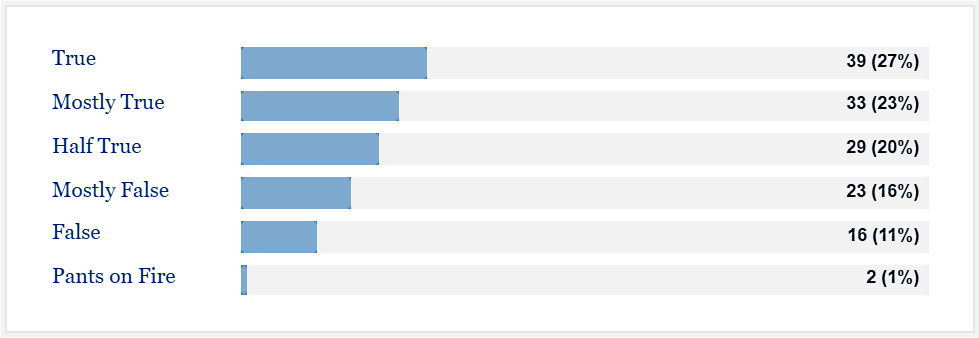 True 39 (27%)
Mostly True 33 (23%)
Half True 29 (20%)
Mostly False 23 (16%)
False 16 (11%)
Pants on Fire 2 (1%)